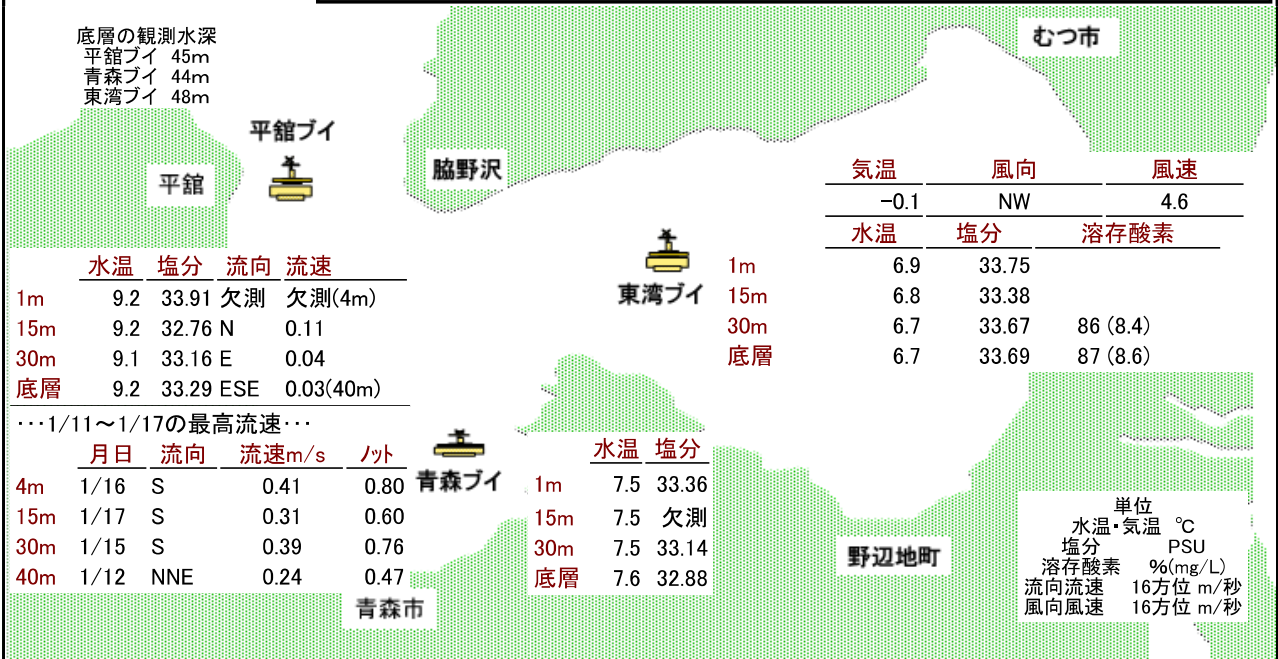 底層の観測水深
平舘ブイ 45m
青森ブイ 44m
東湾ブイ 48m
むつ市
平舘ブイ
脇野沢
平舘
気温 風向 風速
-0.1 NW 4.6
水温 塩分 溶存酸素
1m 6.9 33.75
15m 6.8 33.38
30m 6.7 33.67 86 (8.4)
底層 6.7 33.69 87 (8.6)
東湾ブイ
水温 塩分 流向 流速
1m 9.2 33.91 欠測 欠測(4m)
15m 9.2 32.76 N 0.11
30m 9.1 33.16 E 0.04
底層 9.2 33.29 ESE 0.03(40m)
…1/11～1/17の最高流速…
月日 流向 流速m/s ノット
4m 1/16 S 0.41 0.80
15m 1/17 S 0.31 0.60
30m 1/15 S 0.39 0.76
40m 1/12 NNE 0.24 0.47
青森ブイ
水温 塩分
1m 7.5 33.36
15m 7.5 欠測
30m 7.5 33.14
底層 7.6 32.88
青森市
野辺地町
単位
水温・気温 ℃
塩分 PSU
溶存酸素 %(mg/L)
流向流速 16方位 m/秒
風向風速 16方位 m/秒